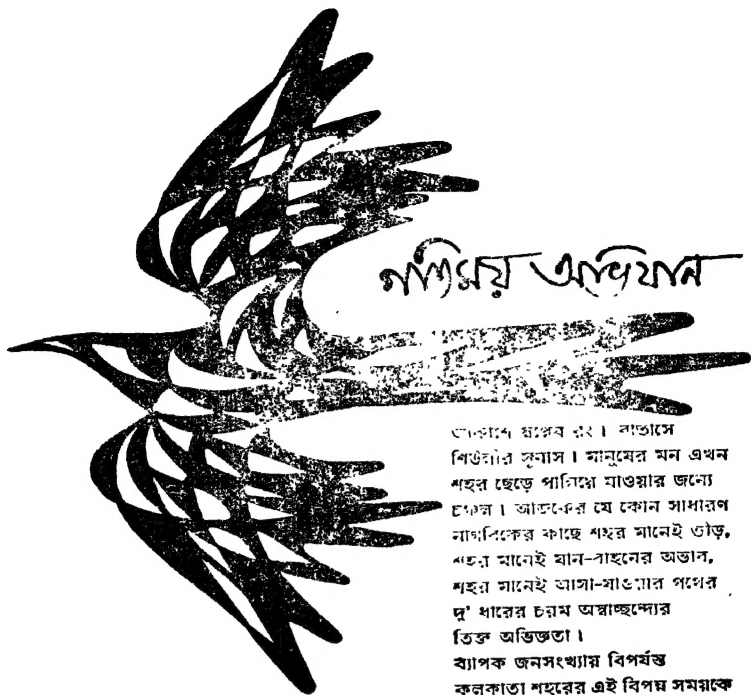 গতিময় অভিযান
আকাশে স্বপ্নের রং। বাতাসে
শিউলীর সুবাস। মানুষের মন এখন
শহর ছেড়ে পালিয়ে যাওয়ার জন্যে
চঞ্চল। আজকের যে কোন সাধারণ
নাগরিকের কাছে শহর মানেই ভীড়,
শহর মানেই যান-বাহনের অভাব,
শহর মানেই আসা-যাওয়ার পথের
দু' ধারের চরম অস্বাচ্ছন্দ্যের
তিক্ত অভিজ্ঞতা।
ব্যাপক জনসংখ্যায় বিপর্যস্ত
কলকাতা শহরের এই বিপন্ন সময়কে